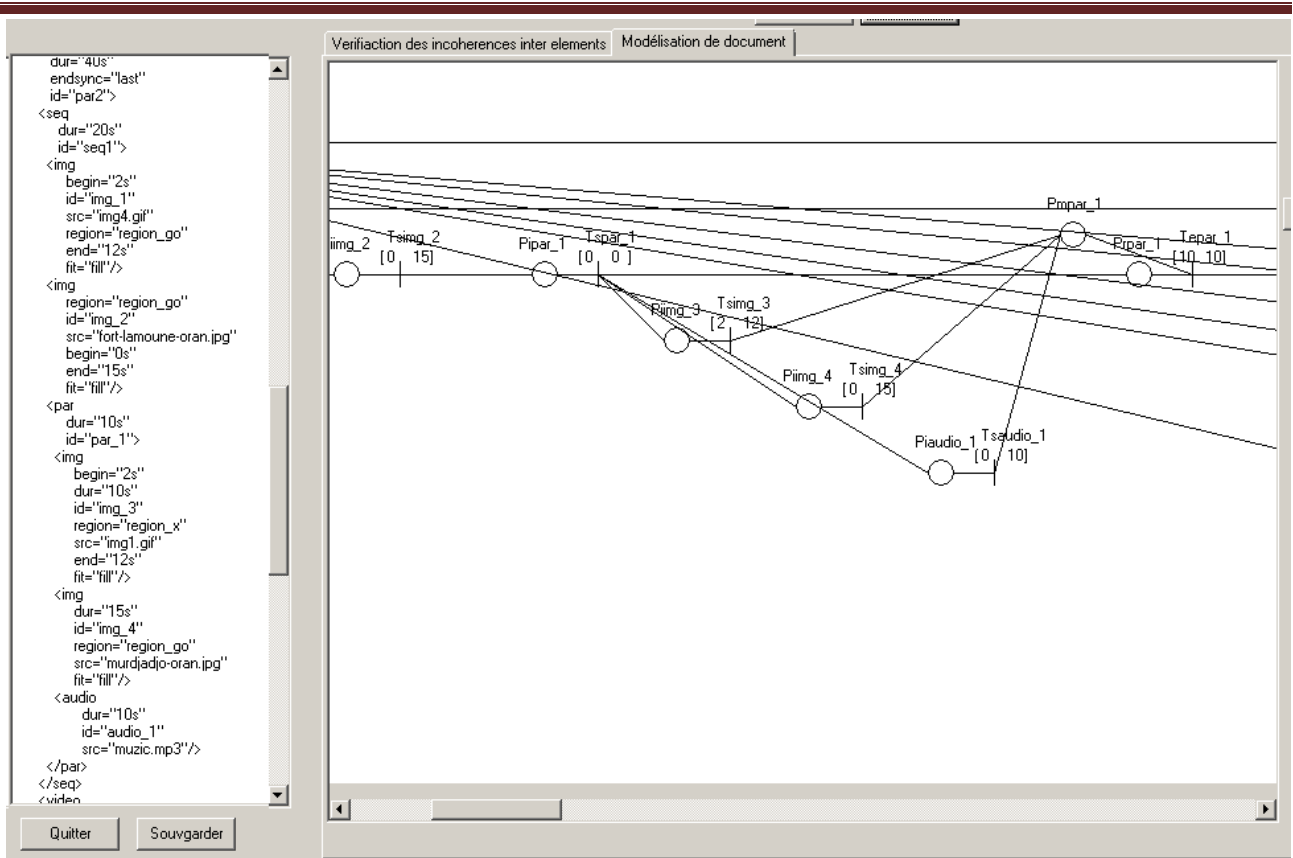 Verifiaction des incoherences inter elements
Modélisation de document
dur="40s"
endsync="last"
id="par2">
<seq
dur="20s"
id="seq1">
<img
begin="2s"
id="img_1"
src="img4.gif"
region="region_go"
end="12s"
fit="fill"/>
<img
region="region_go"
id="img_2"
src="fort-lamoune-oran.jpg"
begin="0s"
end="15s"
fit="fill"/>
<par
dur="10s"
id="par_1">
<img
begin="2s"
dur="10s"
id="img_3"
region="region_x"
src="img1.gif"
end="12s"
fit="fill"/>
<img
dur="15s"
id="img_4"
region="region_go"
src="murdjadjo-oran.jpg"
fit="fill"/>
<audio
dur="10s"
id="audio_1"
src="muzic.mp3"/>
</par>
</seq>
<video
Quitter
Souvgarder
Pmpar_1
iimg_2 Tsimg_2 Pipar_1 Tspar_1 Prpar_1 Tepar_1
[0 15] [0 0 ] [10 10]
Piimg_3 Tsimg_3
[2 12]
Piimg_4 Tsimg_4
[0 15]
Piaudio_1 Tsaudio_1
[0 10]